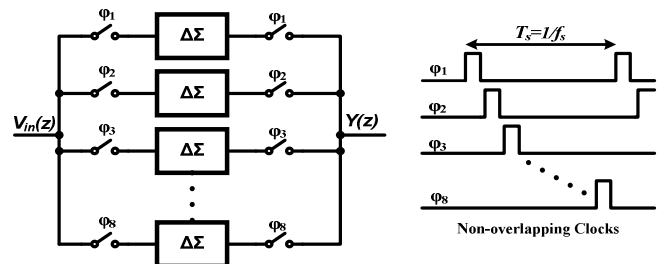 φ1
ΔΣ
φ1
φ2
ΔΣ
φ2
Vin(z)
φ3
ΔΣ
φ3
Y(z)
φ8
ΔΣ
φ8
Ts=1/fs
φ1
φ2
φ3
φ8
Non-overlapping Clocks